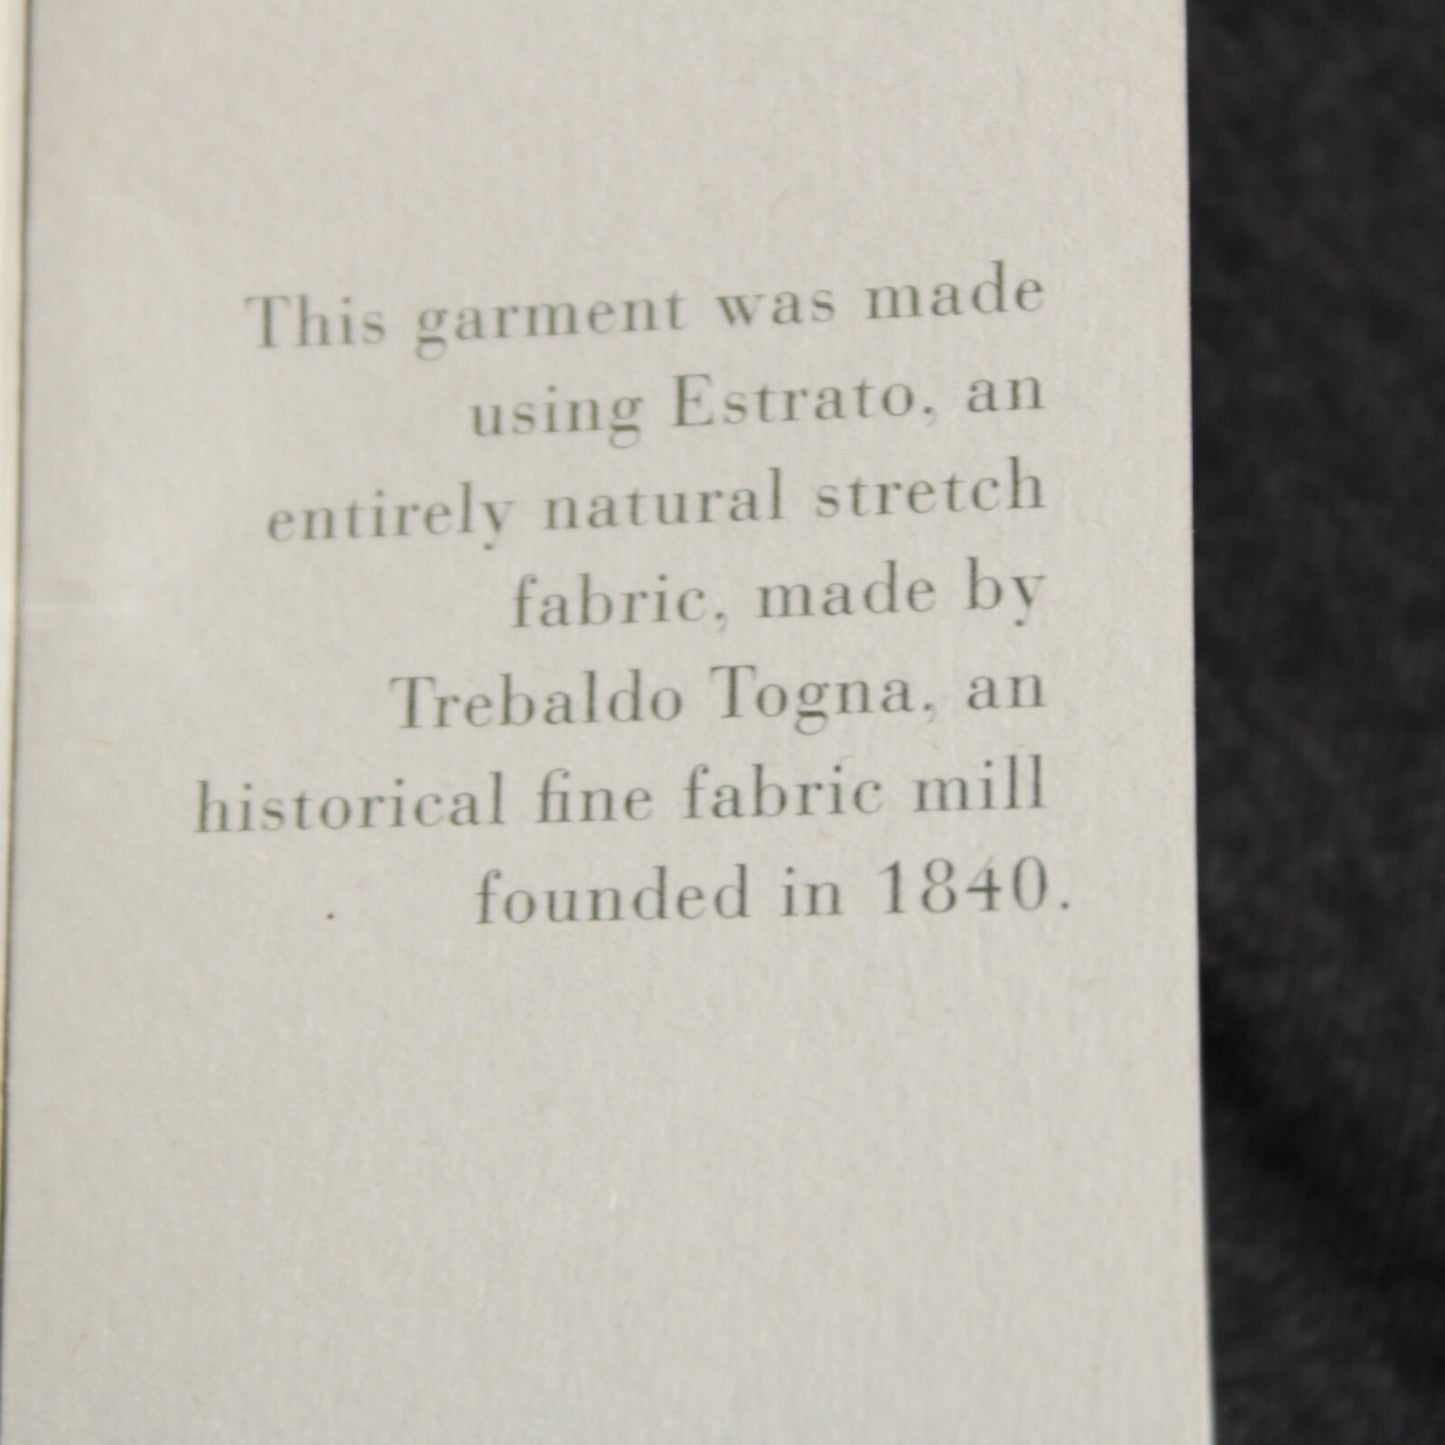 This garment was made
using Estrato, an
entirely natural stretch
fabric, made by
Trebaldo Togna, an
historical fine fabric mill
founded in 1840.